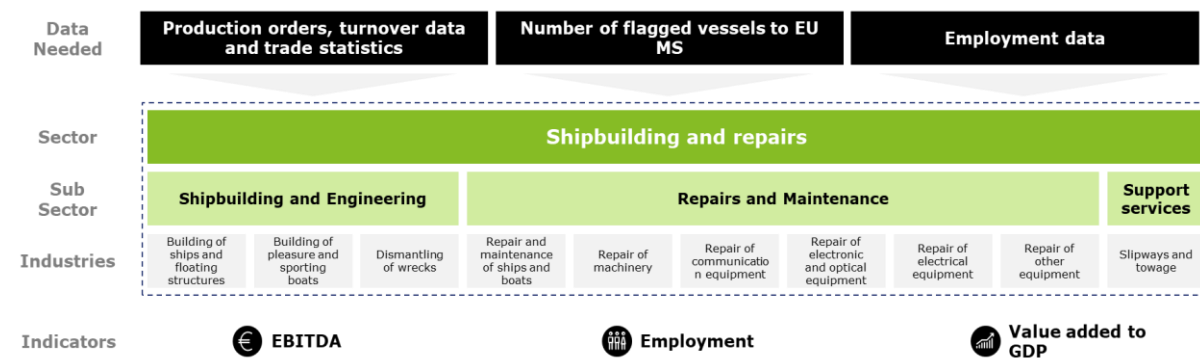 Data
Needed
Production orders, turnover data
and trade statistics
Number of flagged vessels to EU
MS
Employment data
Sector
Shipbuilding and repairs
Sub
Sector
Shipbuilding and Engineering
Repairs and Maintenance
Support
services
Industries
Building of
ships and
floating
structures
Building of
pleasure and
sporting
boats
Dismantling
of wrecks
Repair and
maintenance
of ships and
boats
Repair of
machinery
Repair of
communicatio
n equipment
Repair of
electronic
and optical
equipment
Repair of
electrical
equipment
Repair of
other
equipment
Slipways and
towage
Indicators
€
EBITDA
Employment
Value added to
GDP